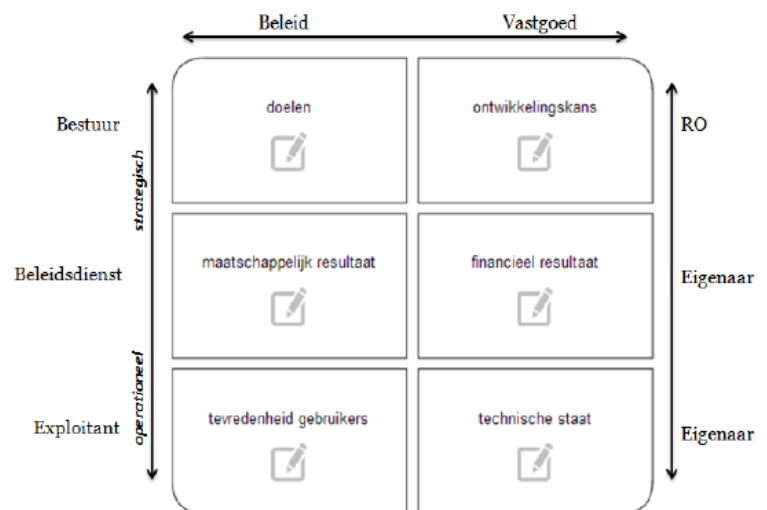 Beleid Vastgoed
doelen ontwikkelingskans
Bestuur RO
strategisch
maatschappelijk resultaat financieel resultaat
Beleidsdienst Eigenaar
operationeel
tevredenheid gebruikers technische staat
Exploitant Eigenaar